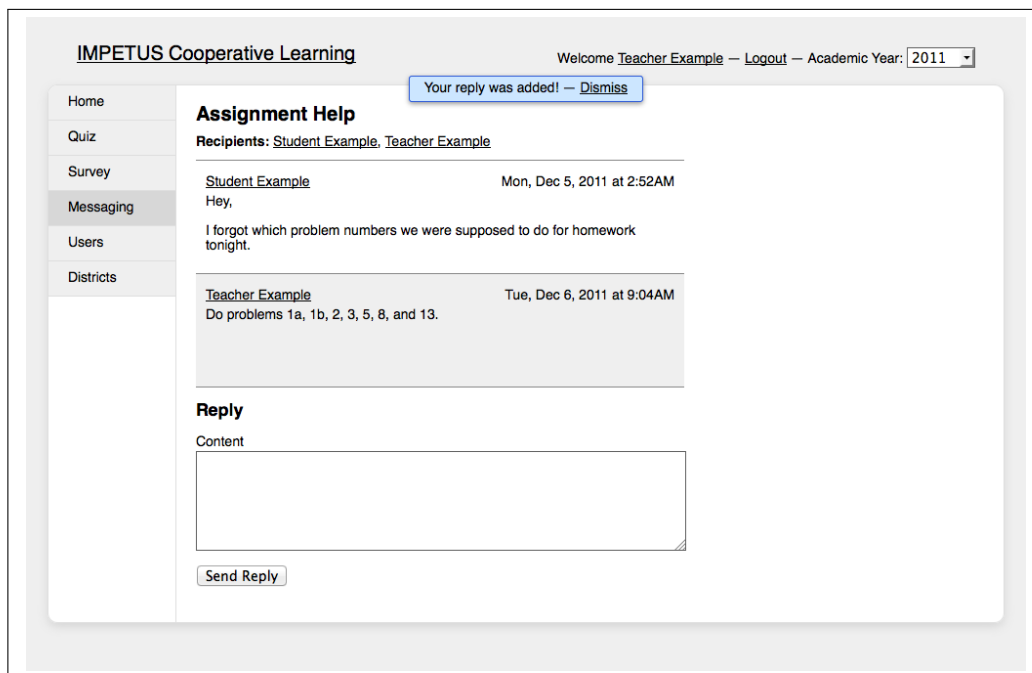 IMPETUS Cooperative Learning
Welcome Teacher Example — Logout — Academic Year: 2011
Your reply was added! — Dismiss
Home
Quiz
Survey
Messaging
Users
Districts
Assignment Help
Recipients: Student Example, Teacher Example
Student Example Mon, Dec 5, 2011 at 2:52AM
Hey,
I forgot which problem numbers we were supposed to do for homework
tonight.
Teacher Example Tue, Dec 6, 2011 at 9:04AM
Do problems 1a, 1b, 2, 3, 5, 8, and 13.
Reply
Content
Send Reply